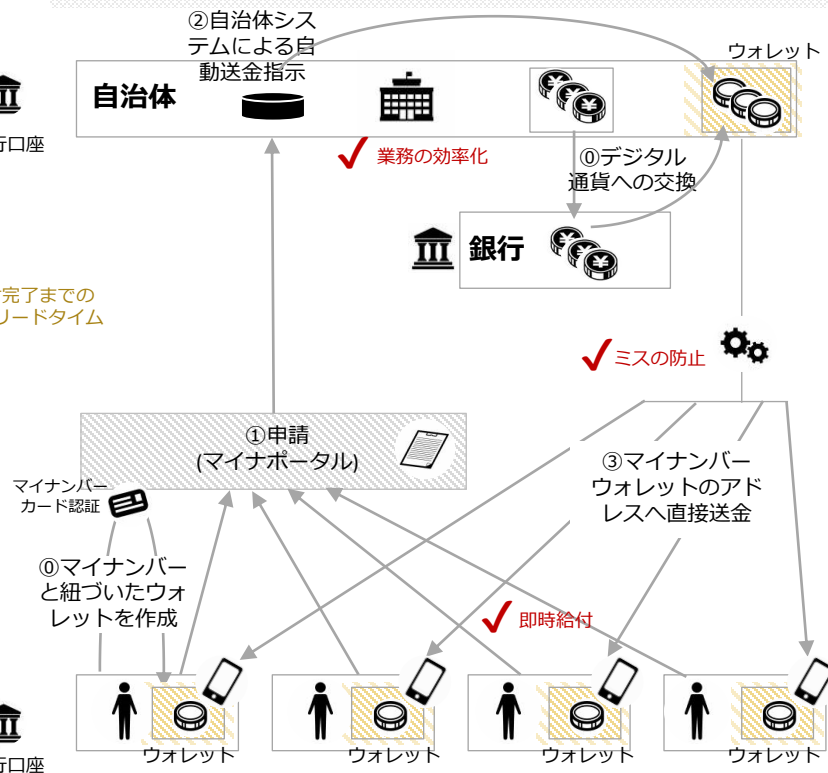 ②自治体シス
テムによる自
動送金指示
ウォレット
自治体
行口座
業務の効率化
⓪デジタル
通貨への交換
銀行
完了までの
リードタイム
ミスの防止
①申請
(マイナポータル)
③マイナンバー
ウォレットのアド
レスへ直接送金
マイナンバー
カード認証
⓪マイナンバー
と紐づいたウォ
レットを作成
即時給付
ウォレット
ウォレット
ウォレット
ウォレット
行口座